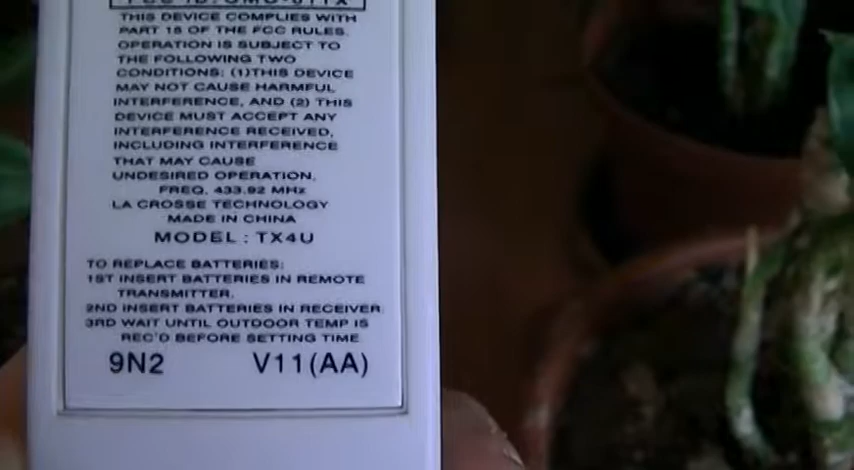 THIS DEVICE COMPLIES WITH
PART 15 OF THE FCC RULES.
OPERATION IS SUBJECT TO
THE FOLLOWING TWO
CONDITIONS: (1)THIS DEVICE
MAY NOT CAUSE HARMFUL
INTERFERENCE, AND (2) THIS
DEVICE MUST ACCEPT ANY
INTERFERENCE RECEIVED,
INCLUDING INTERFERENCE
THAT MAY CAUSE
UNDESIRED OPERATION.
FREQ. 433.92 MHz
LA CROSSE TECHNOLOGY
MADE IN CHINA
MODEL : TX4U
TO REPLACE BATTERIES:
1ST INSERT BATTERIES IN REMOTE
TRANSMITTER.
2ND INSERT BATTERIES IN RECEIVER
3RD WAIT UNTIL OUTDOOR TEMP IS
REC'D BEFORE SETTING TIME
9N2 V11(AA)